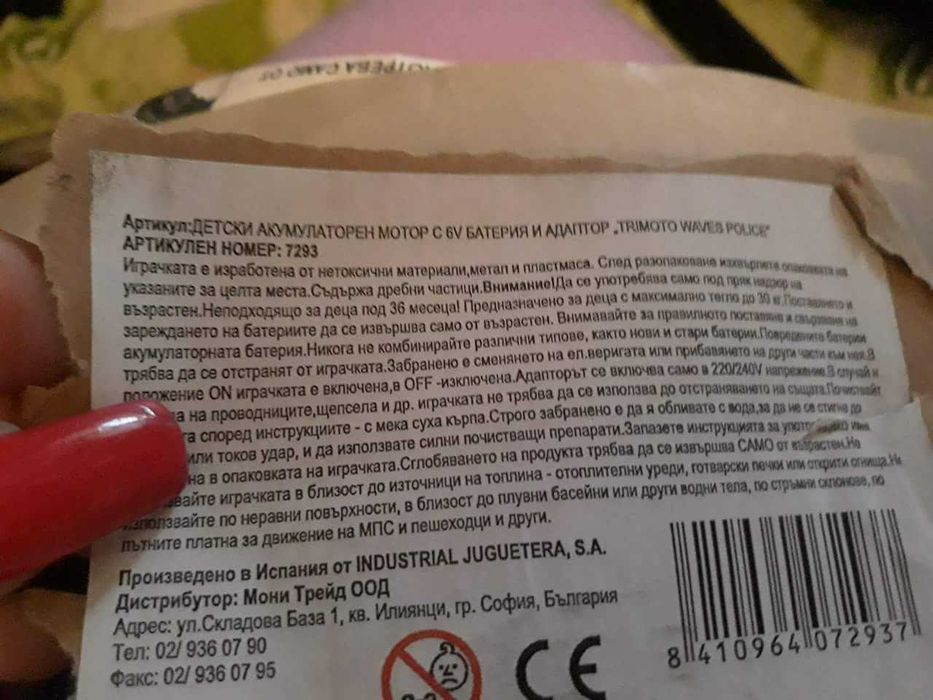 УПОТРЕБА САМО ОТ
Артикул:ДЕТСКИ АКУМУЛАТОРЕН МОТОР С 6V БАТЕРИЯ И АДАПТОР „TRIMOTO WAVES POLICE"
АРТИКУЛЕН НОМЕР: 7293
Играчката е изработена от нетоксични материали,метал и пластмаса. След разопаковане изхвърлете опаковката на
указаните за целта места.Съдържа дребни частици.Внимание!Да се употребява само под пряк надзор на
възрастен.Неподходящо за деца под 36 месеца! Предназначено за деца с максимално тегло до 30 кг.Поставянето и
зареждането на батериите да се извършва само от възрастен. Внимавайте за правилното поставяне и свързване на
акумулаторната батерия.Никога не комбинирайте различни типове, както нови и стари батерии.Повредените батерии
трябва да се отстранят от играчката.Забранено е сменянето на ел.веригата или прибавянето на други части към нея.В
положение ON играчката е включена,в OFF -изключена.Адапторът се включва само в 220/240V напрежение.В случай н
на проводниците,щепсела и др. играчката не трябва да се използва до отстраняването на същата.Почиствайт
според инструкциите - с мека суха кърпа.Строго забранено е да я обливате с вода,за да не се стигне до
или токов удар, и да използвате силни почистващи препарати.Запазете инструкцията за
на в опаковката на играчката.Сглобяването на продукта трябва да се извършва САМО от възрастен.Не
вайте играчката в близост до източници на топлина - отоплителни уреди, готварски печки или открити огнища.Не
използвайте по неравни повърхности, в близост до плувни басейни или други водни тела, по стръмни склонове, по
пътните платна за движение на МПС и пешеходци и други.
Произведено в Испания от INDUSTRIAL JUGUETERA, S.A.
Дистрибутор: Мони Трейд ООД
Адрес: ул.Складова База 1, кв. Илиянци, гр. София, България
Тел: 02/ 936 07 90
Факс: 02/ 936 07 95
0-3
CE
8 410964 072937